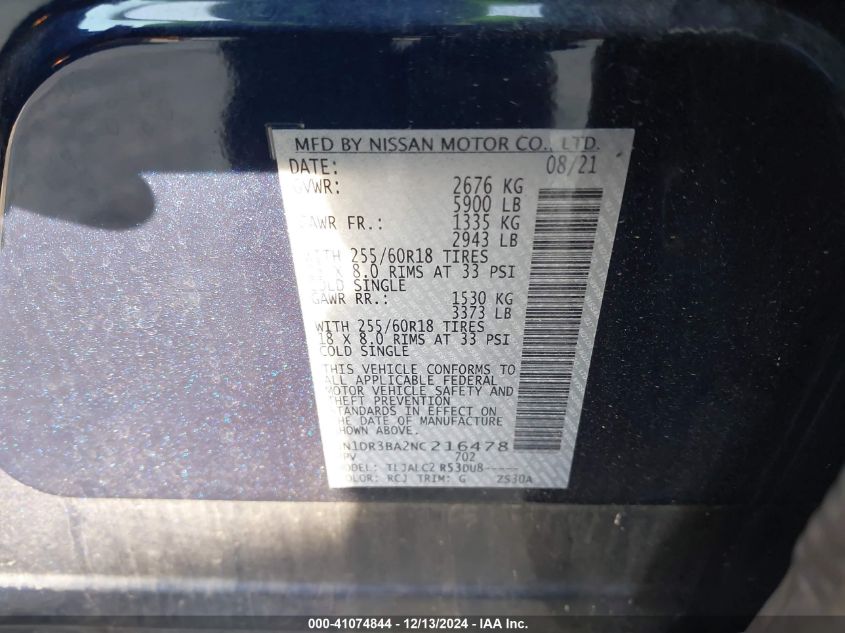 MFD BY NISSAN MOTOR CO., LTD.
DATE: 08/21
GVWR: 2676 KG
5900 LB
GAWR FR.: 1335 KG
2943 LB
WITH 255/60R18 TIRES
X 8.0 RIMS AT 33 PSI
COLD SINGLE
GAWR RR.: 1530 KG
3373 LB
WITH 255/60R18 TIRES
18 X 8.0 RIMS AT 33 PSI
COLD SINGLE
THIS VEHICLE CONFORMS TO
ALL APPLICABLE FEDERAL
MOTOR VEHICLE SAFETY AND
THEFT PREVENTION
STANDARDS IN EFFECT ON
THE DATE OF MANUFACTURE
SHOWN ABOVE.
N1DR3BA2NC216478
702
MODEL: TLJALC2 R53DU8-----
COLOR: RCJ TRIM: G ZS30A
000-41074844 - 12/13/2024 - IAA Inc.